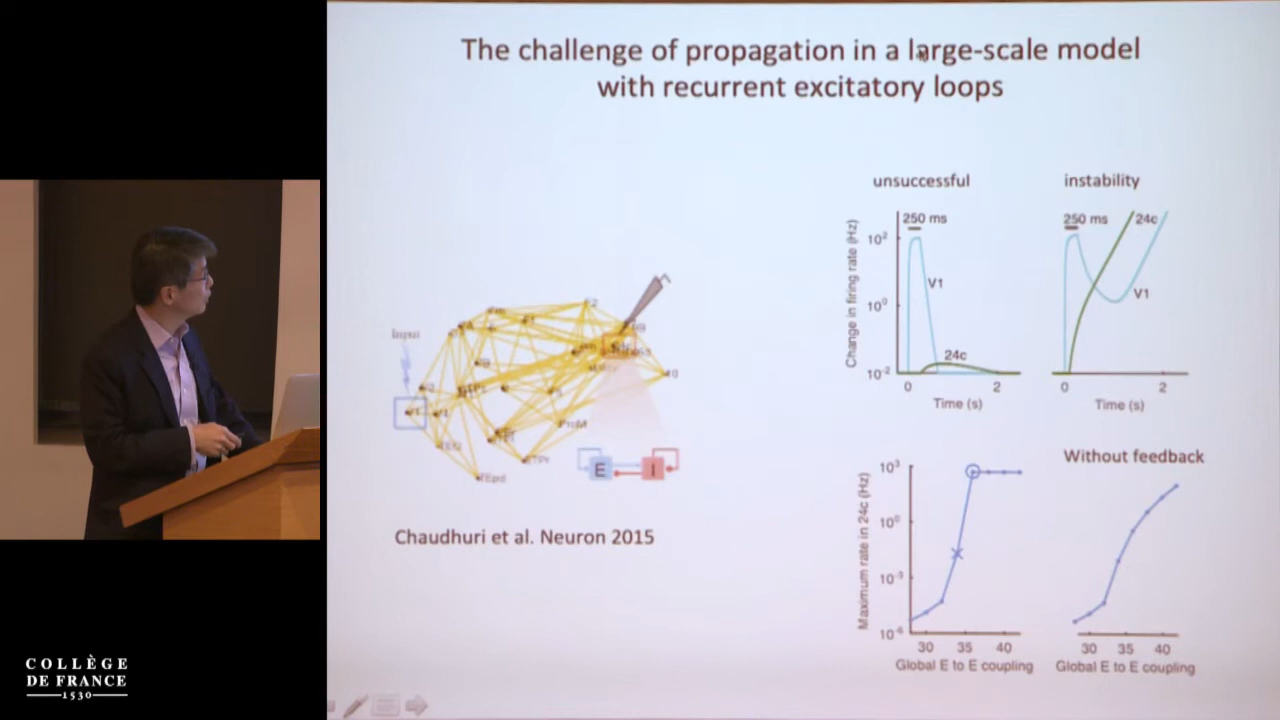 The challenge of propagation in a large-scale model
with recurrent excitatory loops
Input
E
I
Chaudhuri et al. Neuron 2015
unsuccessful
Change in firing rate (Hz)
10²
10⁰
10⁻²
250 ms
V1
24c
0
2
Time (s)
instability
250 ms
24c
V1
0
2
Time (s)
Maximum rate in 24c (Hz)
10³
10⁰
10⁻³
10⁻⁶
30
35
40
Global E to E coupling
Without feedback
30
35
40
Global E to E coupling
COLLÈGE
DE FRANCE
1530